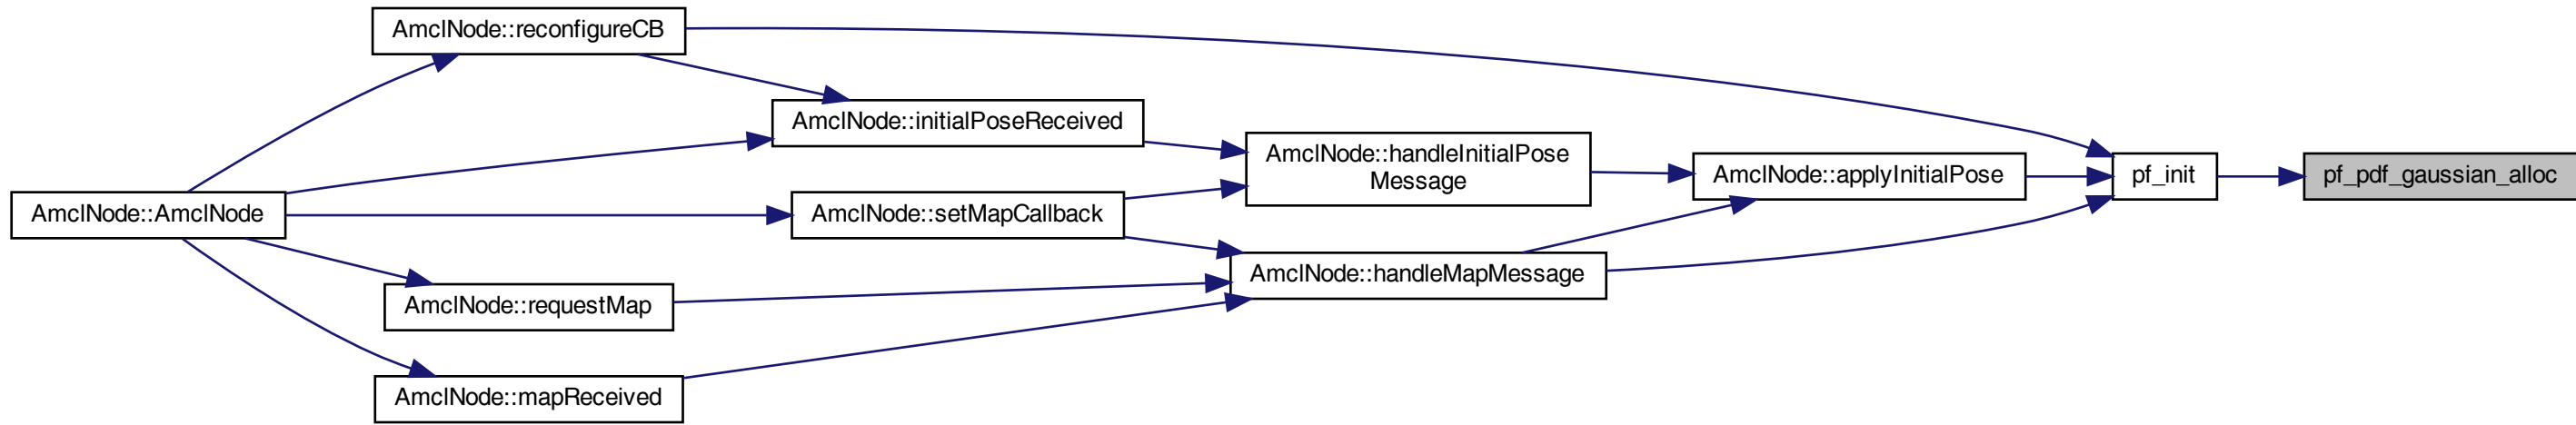 AmclNode::reconfigureCB
AmclNode::initialPoseReceived
AmclNode::handleInitialPose
Message
AmclNode::applyInitialPose
pf_init
pf_pdf_gaussian_alloc
AmclNode::AmclNode
AmclNode::setMapCallback
AmclNode::handleMapMessage
AmclNode::requestMap
AmclNode::mapReceived